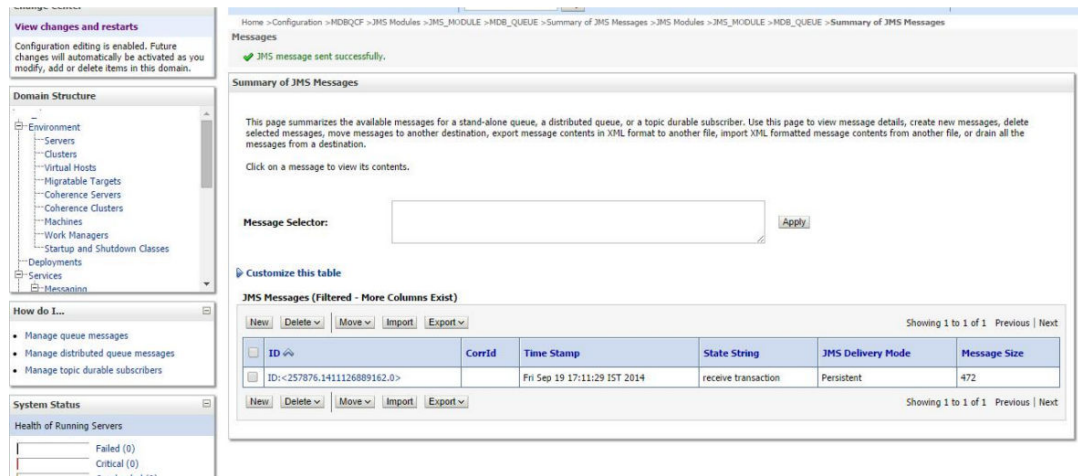 Change Center
View changes and restarts
Configuration editing is enabled. Future
changes will automatically be activated as you
modify, add or delete items in this domain.
Domain Structure
Environment
Servers
Clusters
Virtual Hosts
Migratable Targets
Coherence Servers
Coherence Clusters
Machines
Work Managers
Startup and Shutdown Classes
Deployments
Services
Messaging
How do I...
Manage queue messages
Manage distributed queue messages
Manage topic durable subscribers
System Status
Health of Running Servers
Failed (0)
Critical (0)
Home >Configuration >MDBQCF >JMS Modules >JMS_MODULE >MDB_QUEUE >Summary of JMS Messages >JMS Modules >JMS_MODULE >MDB_QUEUE >Summary of JMS Messages
Messages
JMS message sent successfully.
Summary of JMS Messages
This page summarizes the available messages for a stand-alone queue, a distributed queue, or a topic durable subscriber. Use this page to view message details, create new messages, delete
selected messages, move messages to another destination, export message contents in XML format to another file, import XML formatted message contents from another file, or drain all the
messages from a destination.
Click on a message to view its contents.
Message Selector:
Apply
Customize this table
JMS Messages (Filtered - More Columns Exist)
New Delete Move Import Export Showing 1 to 1 of 1 Previous | Next
ID CorrId Time Stamp State String JMS Delivery Mode Message Size
ID:<257876.1411126889162.0> Fri Sep 19 17:11:29 IST 2014 receive transaction Persistent 472
New Delete Move Import Export Showing 1 to 1 of 1 Previous | Next